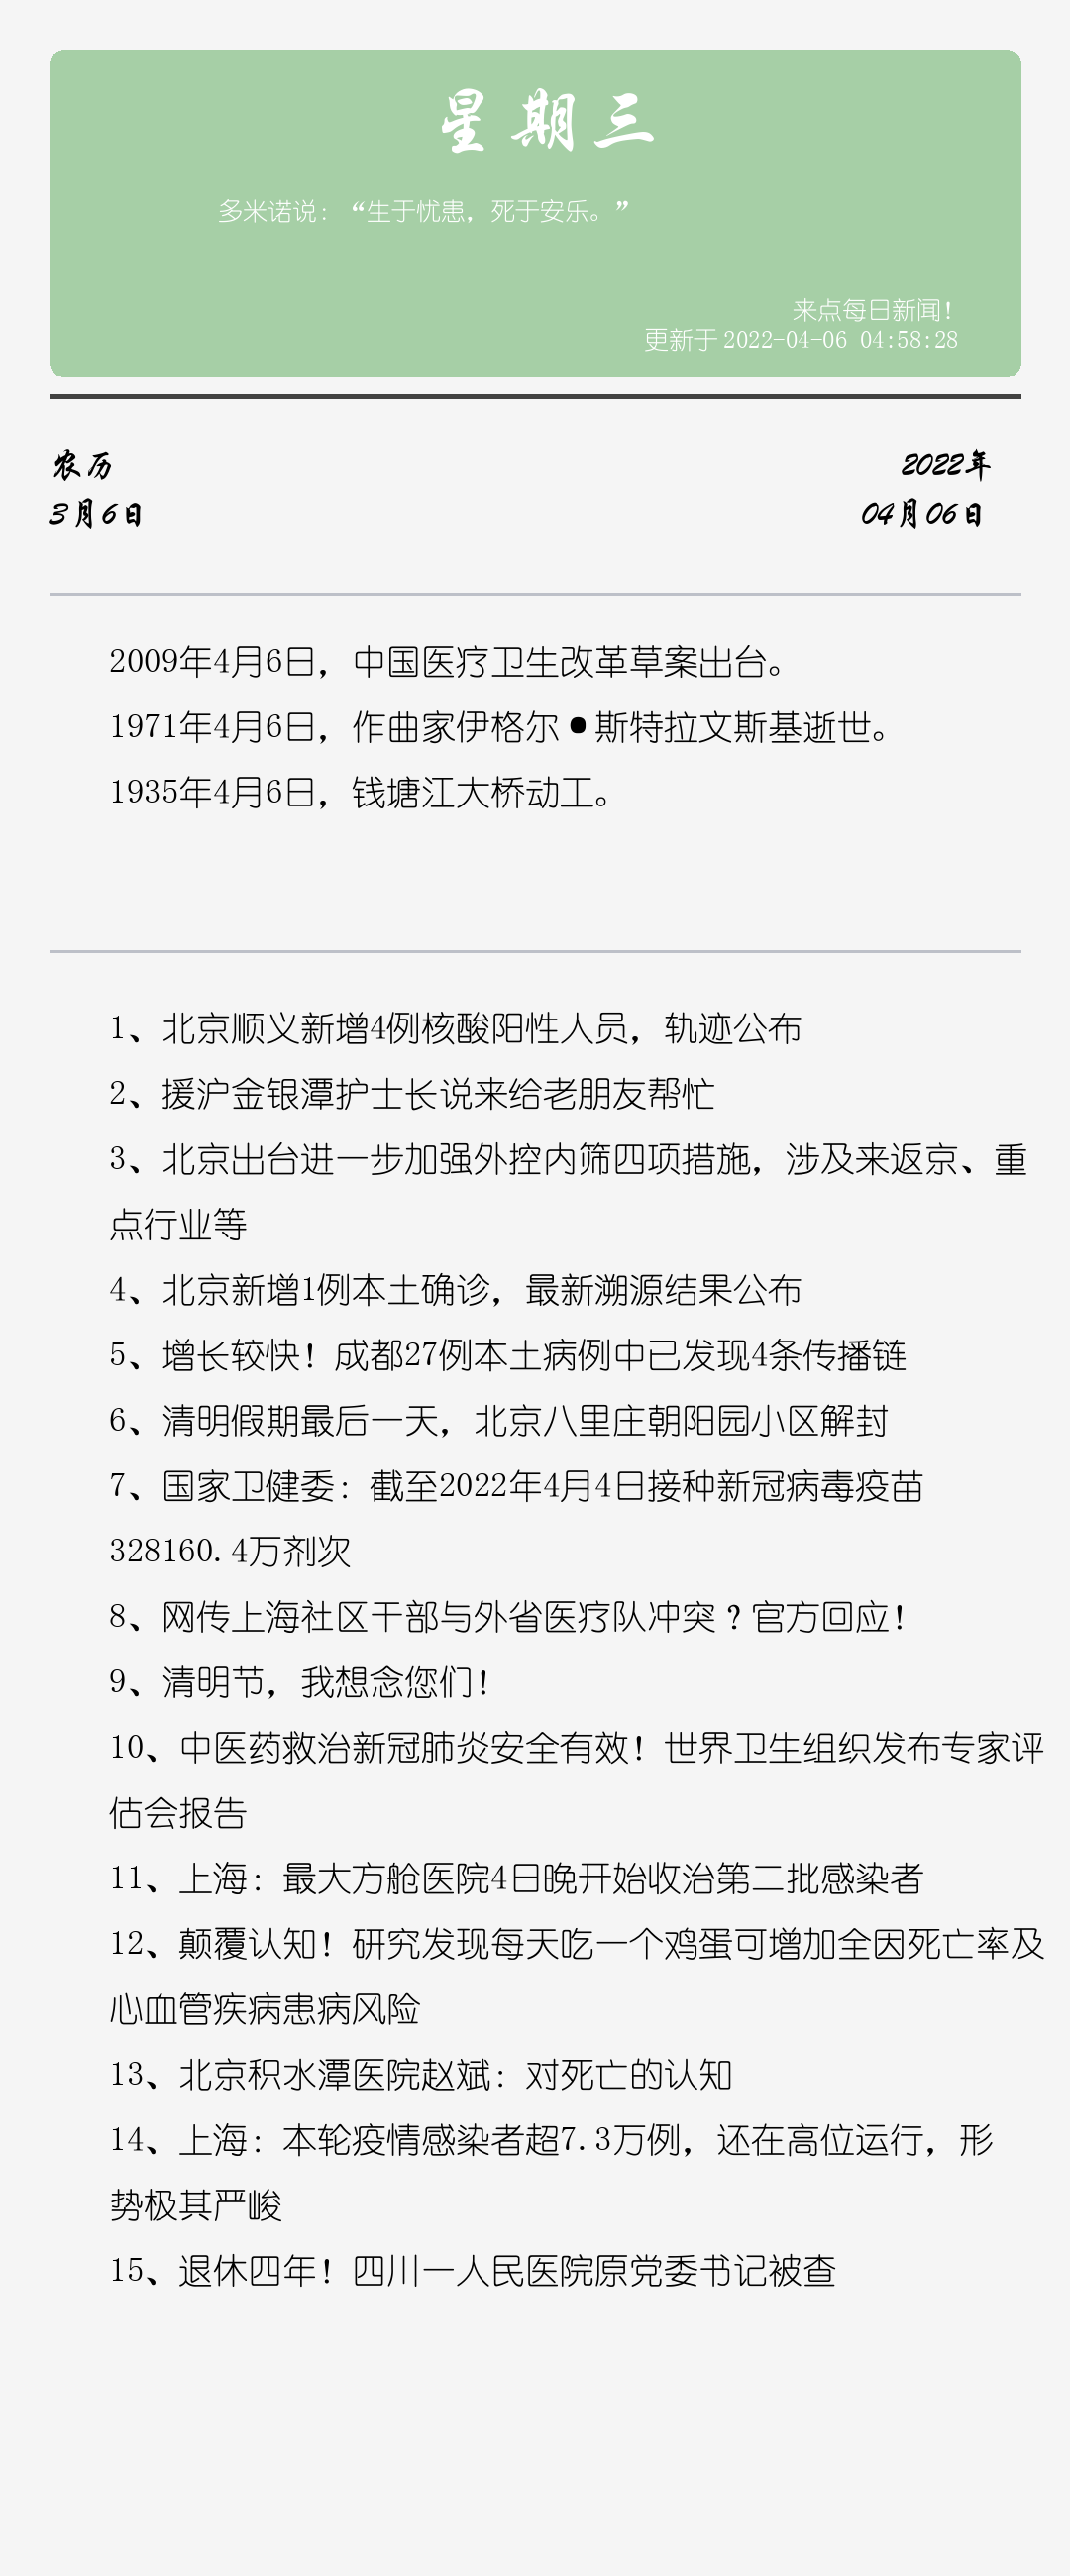 星期三
多米诺说：“生于忧患，死于安乐。”
来点每日新闻！
更新于 2022-04-06 04:58:28
农历
2022年
3月6日
04月06日
2009年4月6日，中国医疗卫生改革草案出台。
1971年4月6日，作曲家伊格尔•斯特拉文斯基逝世。
1935年4月6日，钱塘江大桥动工。
1、北京顺义新增4例核酸阳性人员，轨迹公布
2、援沪金银潭护士长说来给老朋友帮忙
3、北京出台进一步加强外控内筛四项措施，涉及来返京、重
点行业等
4、北京新增1例本土确诊，最新溯源结果公布
5、增长较快！成都27例本土病例中已发现4条传播链
6、清明假期最后一天，北京八里庄朝阳园小区解封
7、国家卫健委：截至2022年4月4日接种新冠病毒疫苗
328160.4万剂次
8、网传上海社区干部与外省医疗队冲突？官方回应！
9、清明节，我想念您们！
10、中医药救治新冠肺炎安全有效！世界卫生组织发布专家评
估会报告
11、上海：最大方舱医院4日晚开始收治第二批感染者
12、颠覆认知！研究发现每天吃一个鸡蛋可增加全因死亡率及
心血管疾病患病风险
13、北京积水潭医院赵斌：对死亡的认知
14、上海：本轮疫情感染者超7.3万例，还在高位运行，形
势极其严峻
15、退休四年！四川一人民医院原党委书记被查